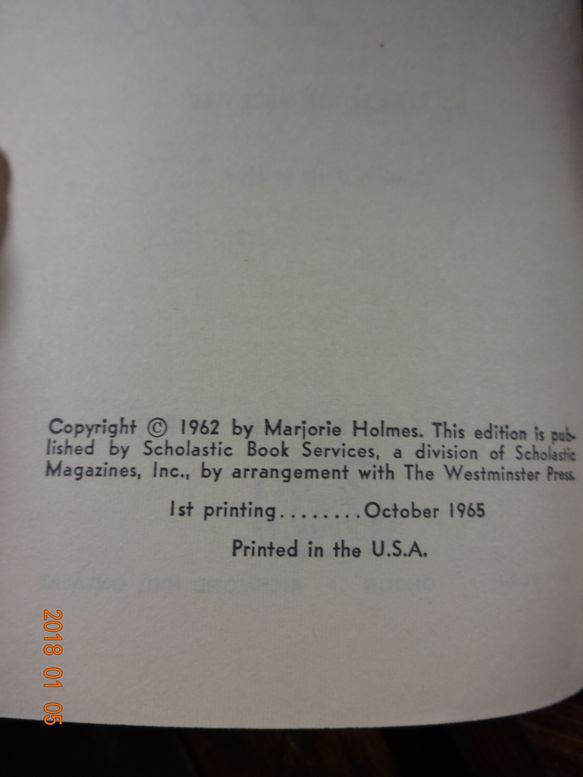 Copyright © 1962 by Marjorie Holmes. This edition is pub-
lished by Scholastic Book Services, a division of Scholastic
Magazines, Inc., by arrangement with The Westminster Press.
1st printing........October 1965
Printed in the U.S.A.
2018 01 05